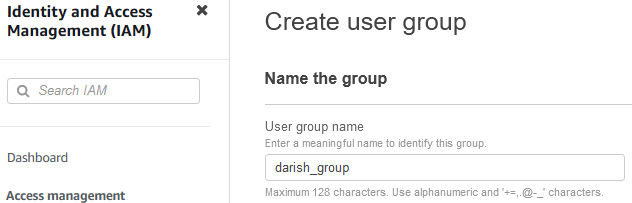 Identity and Access
Management (IAM)
Search IAM
Dashboard
Access management
Create user group
Name the group
User group name
Enter a meaningful name to identify this group.
darish_group
Maximum 128 characters. Use alphanumeric and '+=,.@-_' characters.